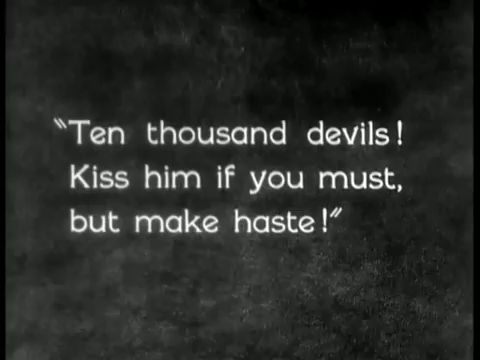 "Ten thousand devils!
Kiss him if you must,
but make haste!"